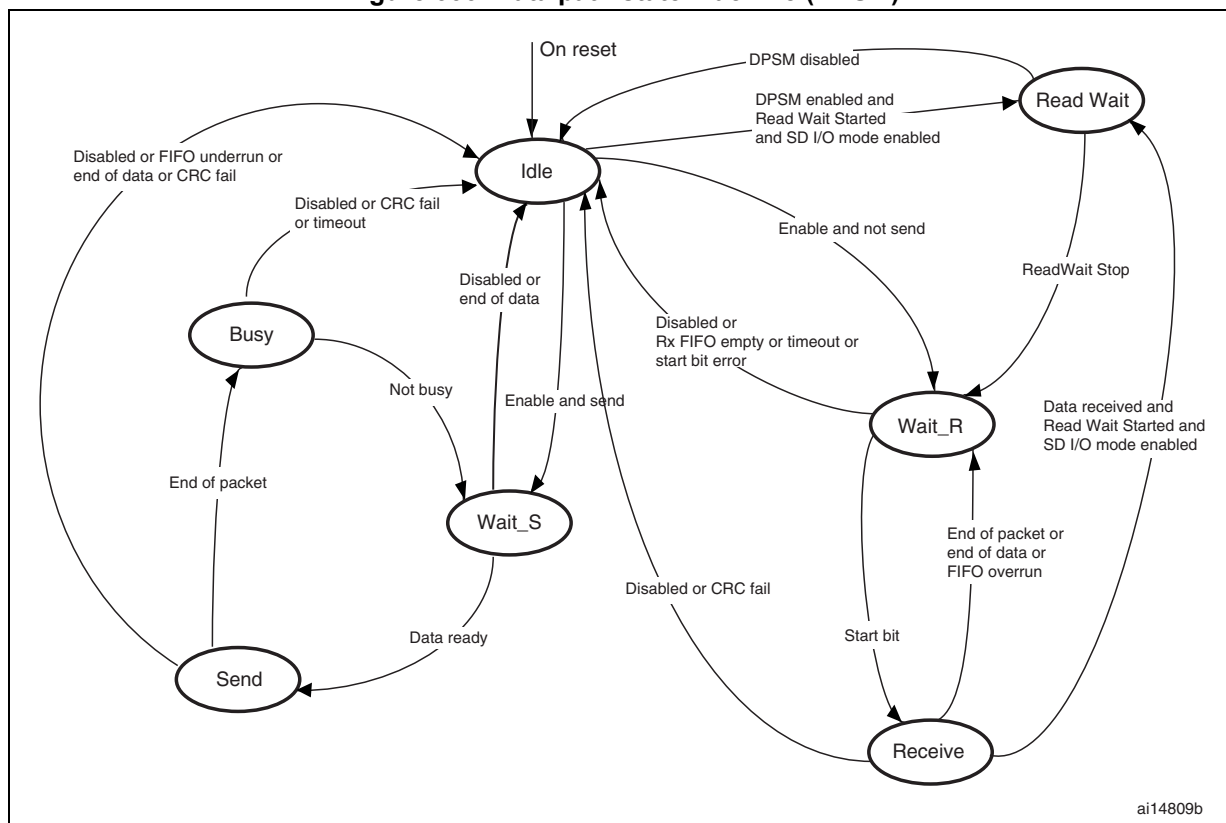 On reset
DPSM disabled
Read Wait
DPSM enabled and
Read Wait Started
and SD I/O mode enabled
Disabled or FIFO underrun or
end of data or CRC fail
Idle
Disabled or CRC fail
or timeout
Enable and not send
Disabled or
end of data
ReadWait Stop
Busy
Disabled or
Rx FIFO empty or timeout or
start bit error
Not busy
Enable and send
Wait_R
Data received and
Read Wait Started and
SD I/O mode enabled
End of packet
Wait_S
End of packet or
end of data or
FIFO overrun
Disabled or CRC fail
Data ready
Start bit
Send
Receive
ai14809b